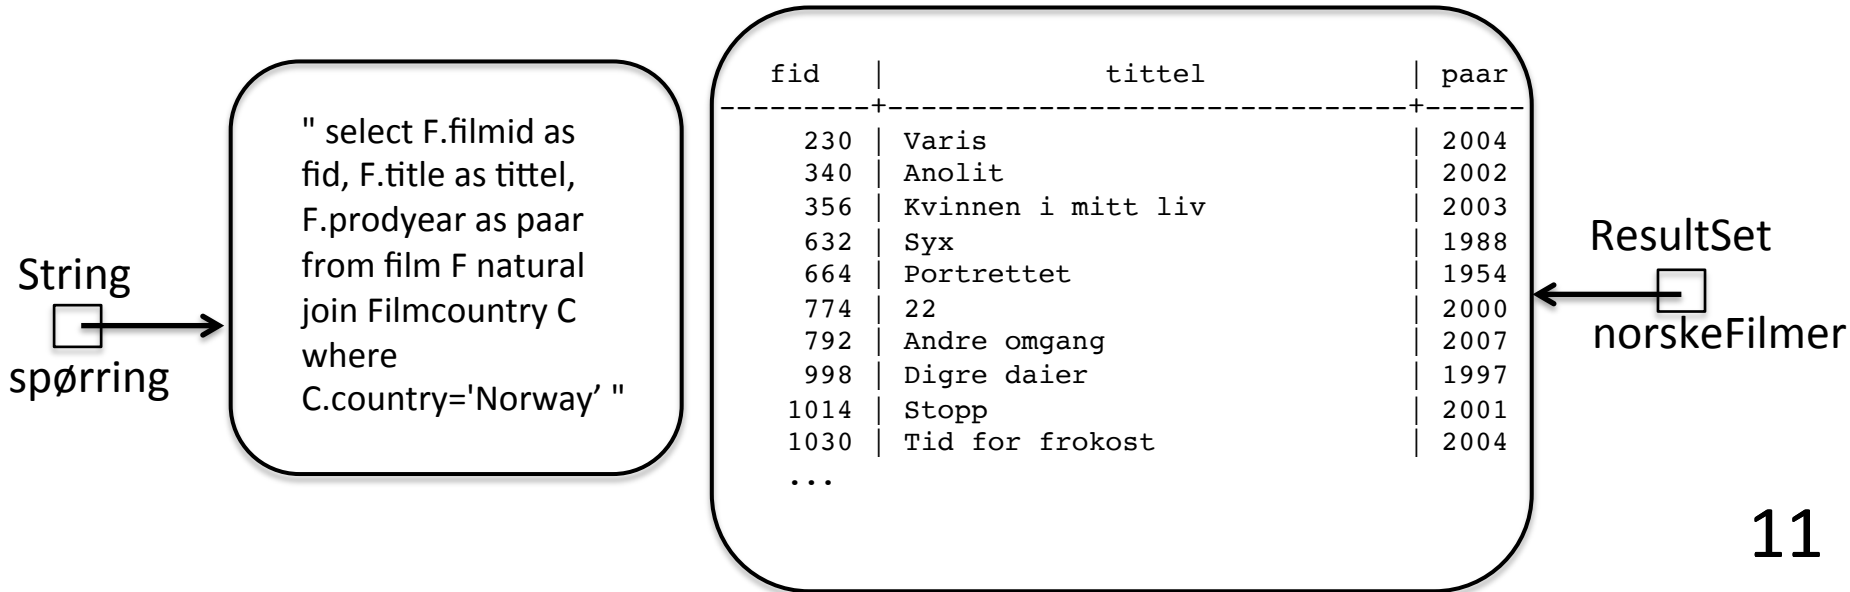 String
spørring
" select F.filmid as
fid, F.title as tittel,
F.prodyear as paar
from film F natural
join Filmcountry C
where
C.country='Norway’ "
fid | tittel | paar
---------+-------------------------------+------
230 | Varis | 2004
340 | Anolit | 2002
356 | Kvinnen i mitt liv | 2003
632 | Syx | 1988
664 | Portrettet | 1954
774 | 22 | 2000
792 | Andre omgang | 2007
998 | Digre daier | 1997
1014 | Stopp | 2001
1030 | Tid for frokost | 2004
...
ResultSet
norskeFilmer
11